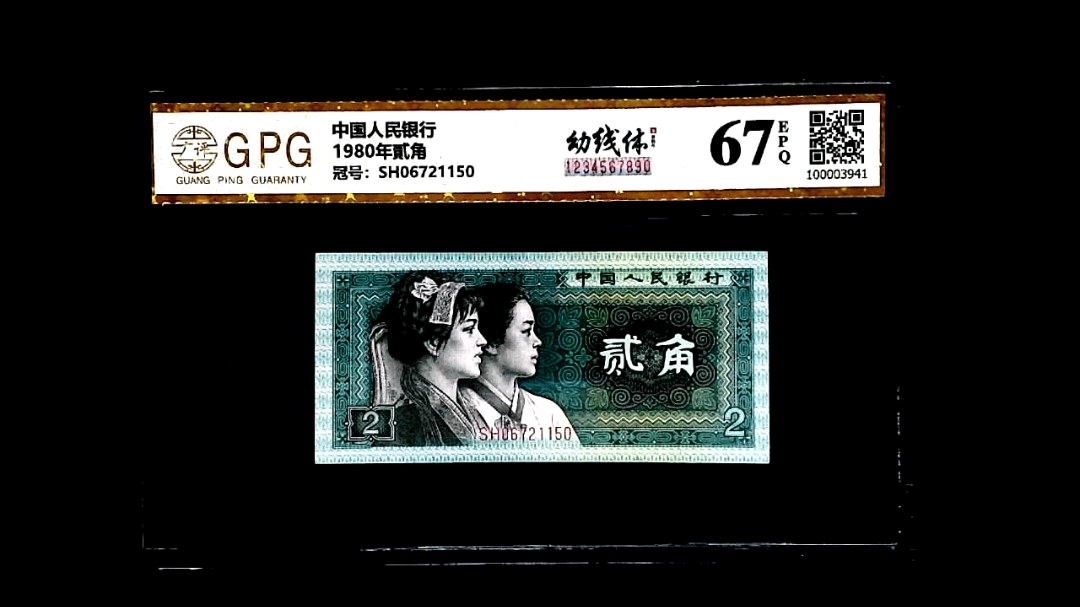 GPG
GUANG PING GUARANTY
中国人民银行
1980年貳角
冠号：SH06721150
幼线体
1234567890
67
EPQ
100003941
中国人民银行
贰角
2
SH06721150
2